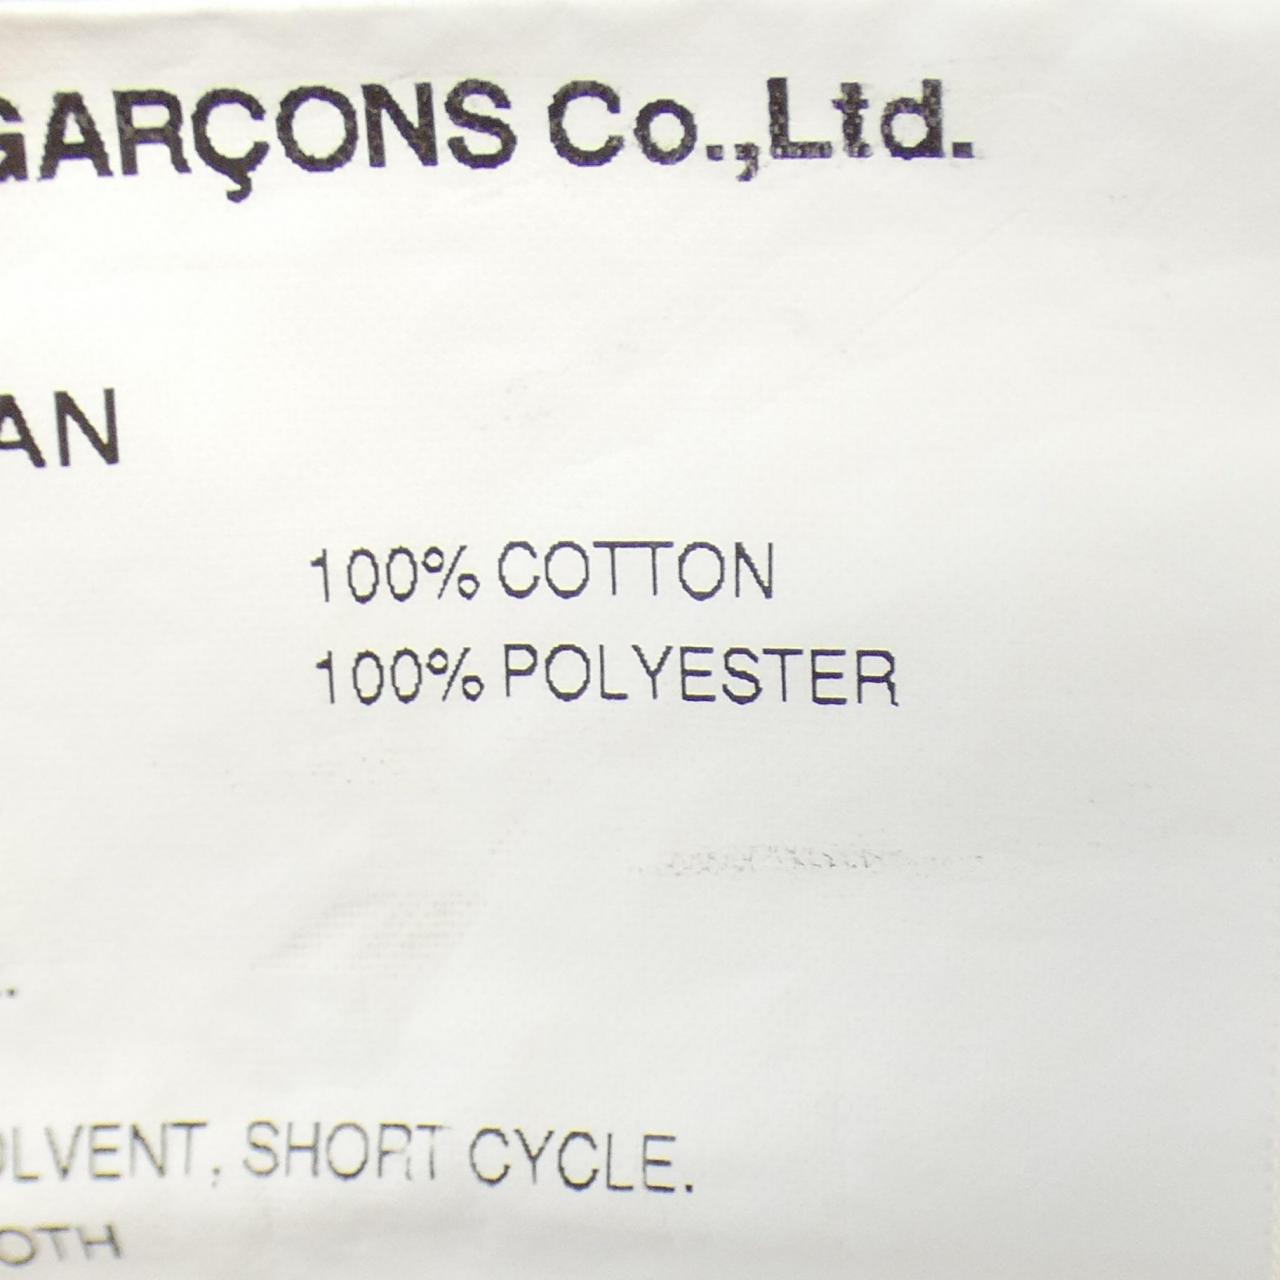 GARÇONS Co.,Ltd.
AN
100% COTTON
100% POLYESTER
..
OLVENT, SHORT CYCLE.
OTH